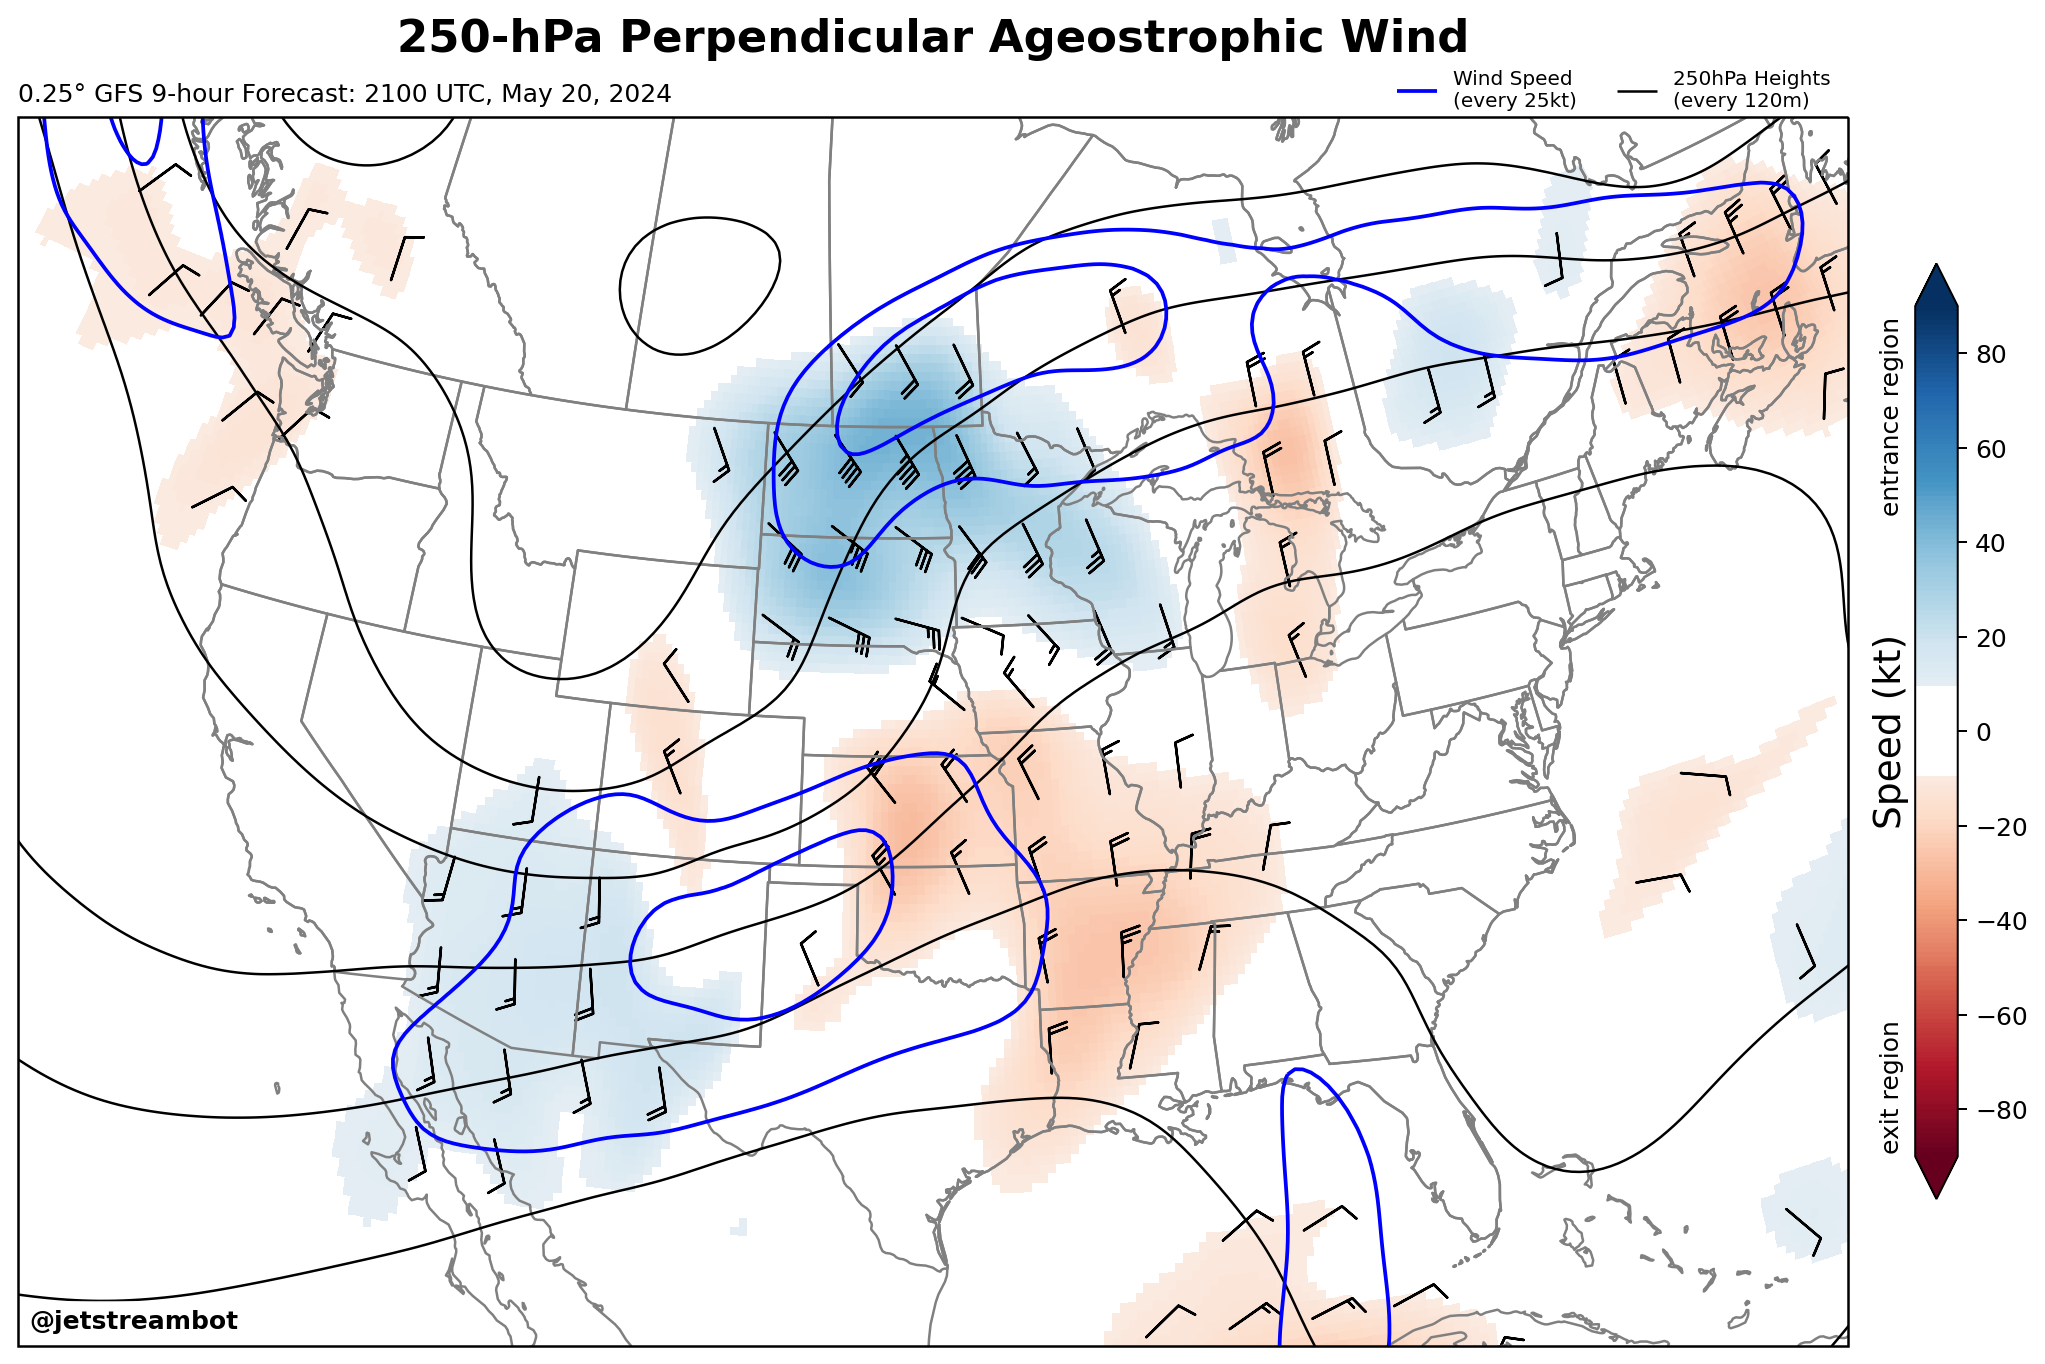 250-hPa Perpendicular Ageostrophic Wind
0.25° GFS 9-hour Forecast: 2100 UTC, May 20, 2024
Wind Speed
(every 25kt)
250hPa Heights
(every 120m)
entrance region
exit region
Speed (kt)
80
60
40
20
0
−20
−40
−60
−80
@jetstreambot